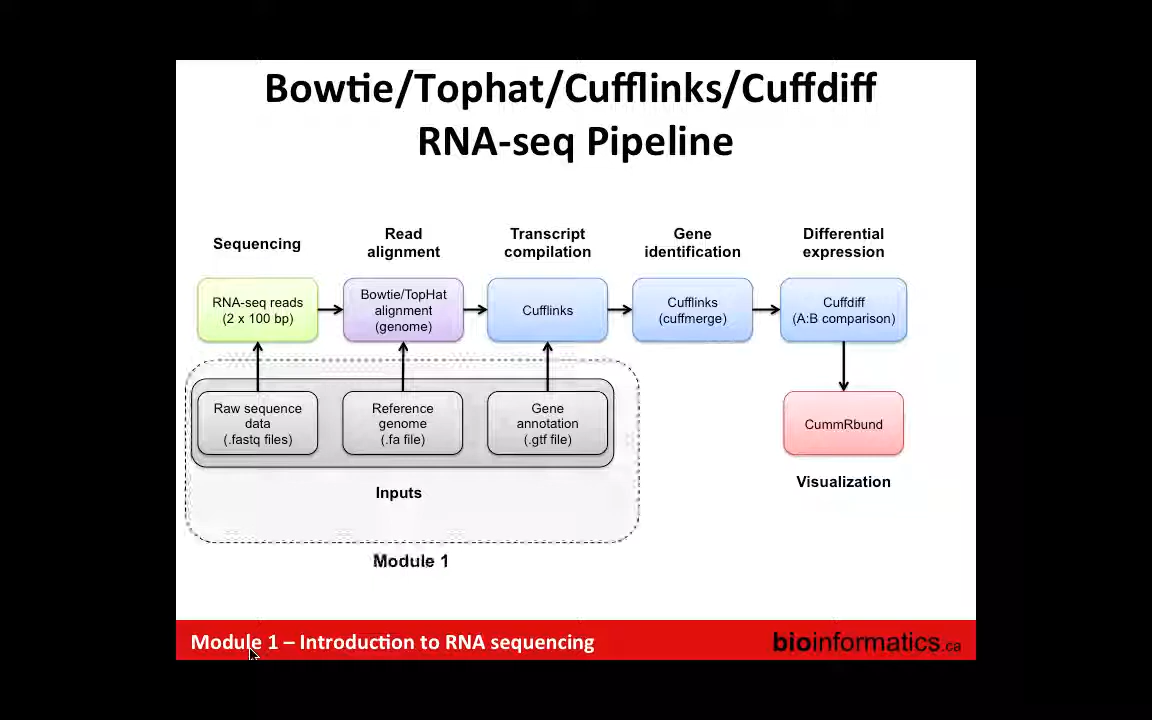 Bowtie/Tophat/Cufflinks/Cuffdiff
RNA-seq Pipeline
Sequencing
Read
alignment
Transcript
compilation
Gene
identification
Differential
expression
RNA-seq reads
(2 x 100 bp)
Bowtie/TopHat
alignment
(genome)
Cufflinks
Cufflinks
(cuffmerge)
Cuffdiff
(A:B comparison)
Raw sequence
data
(.fastq files)
Reference
genome
(.fa file)
Gene
annotation
(.gtf file)
CummRbund
Inputs
Visualization
Module 1
Module 1 – Introduction to RNA sequencing
bioinformatics.ca